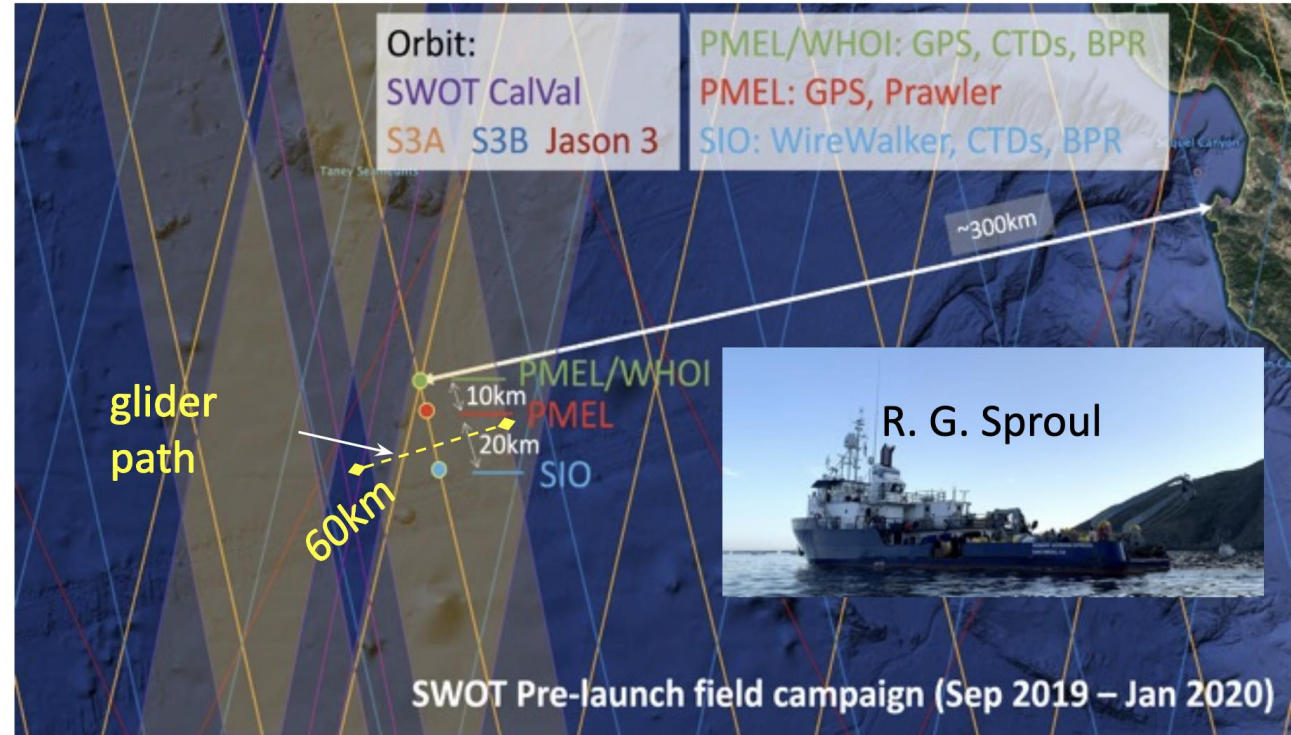 Orbit:
SWOT CalVal
S3A S3B Jason 3
PMEL/WHOI: GPS, CTDs, BPR
PMEL: GPS, Prawler
SIO: WireWalker, CTDs, BPR
Taney Seamounts
~300km
PMEL/WHOI
10km
PMEL
20km
SIO
glider
path
60km
R. G. Sproul
SWOT Pre-launch field campaign (Sep 2019 – Jan 2020)